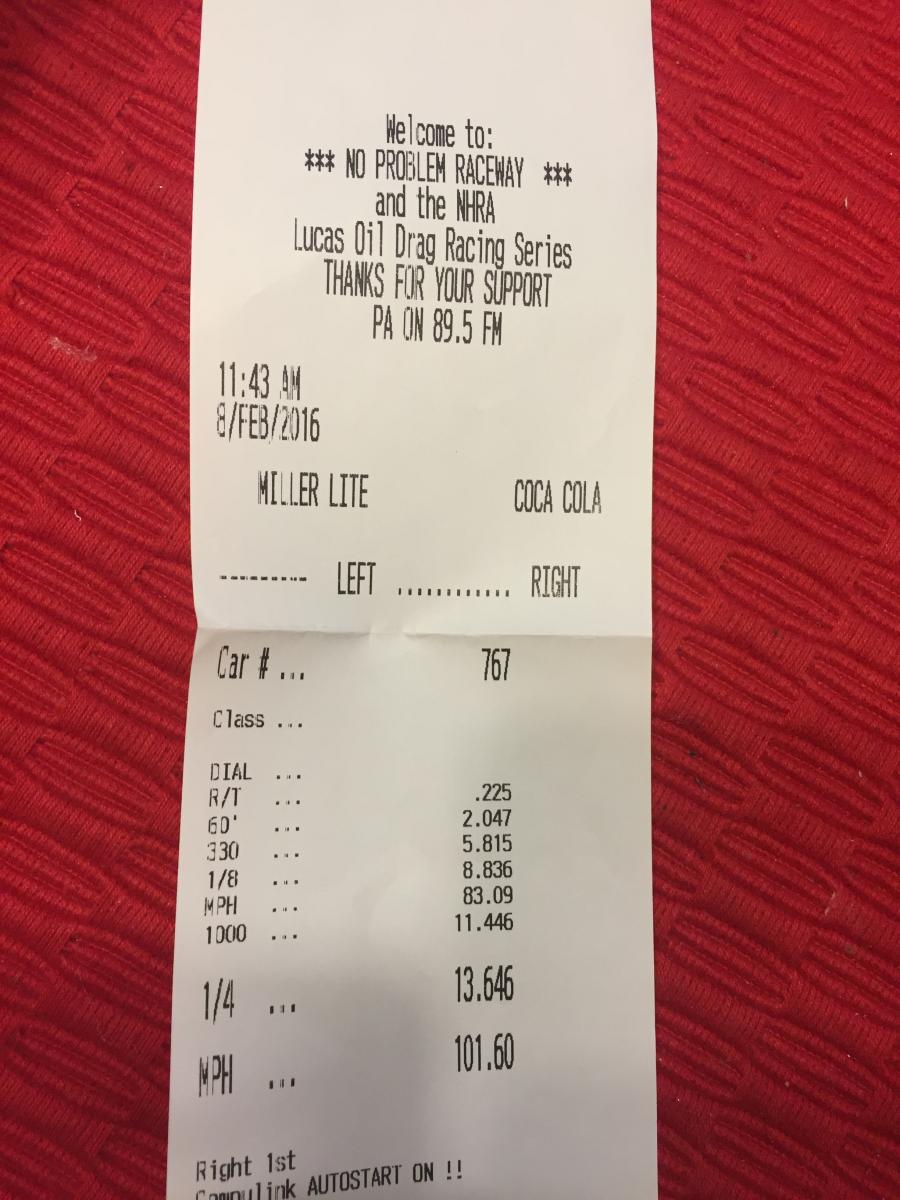 Welcome to:
*** NO PROBLEM RACEWAY ***
and the NHRA
Lucas Oil Drag Racing Series
THANKS FOR YOUR SUPPORT
PA ON 89.5 FM
11:43 AM
8/FEB/2016
MILLER LITE COCA COLA
--------- LEFT ............ RIGHT
Car # ... 767
Class ...
DIAL ...
R/T ... .225
60' ... 2.047
330 ... 5.815
1/8 ... 8.836
MPH ... 83.09
1000 ... 11.446
1/4 ... 13.646
MPH ... 101.60
Right 1st
Compulink AUTOSTART ON !!